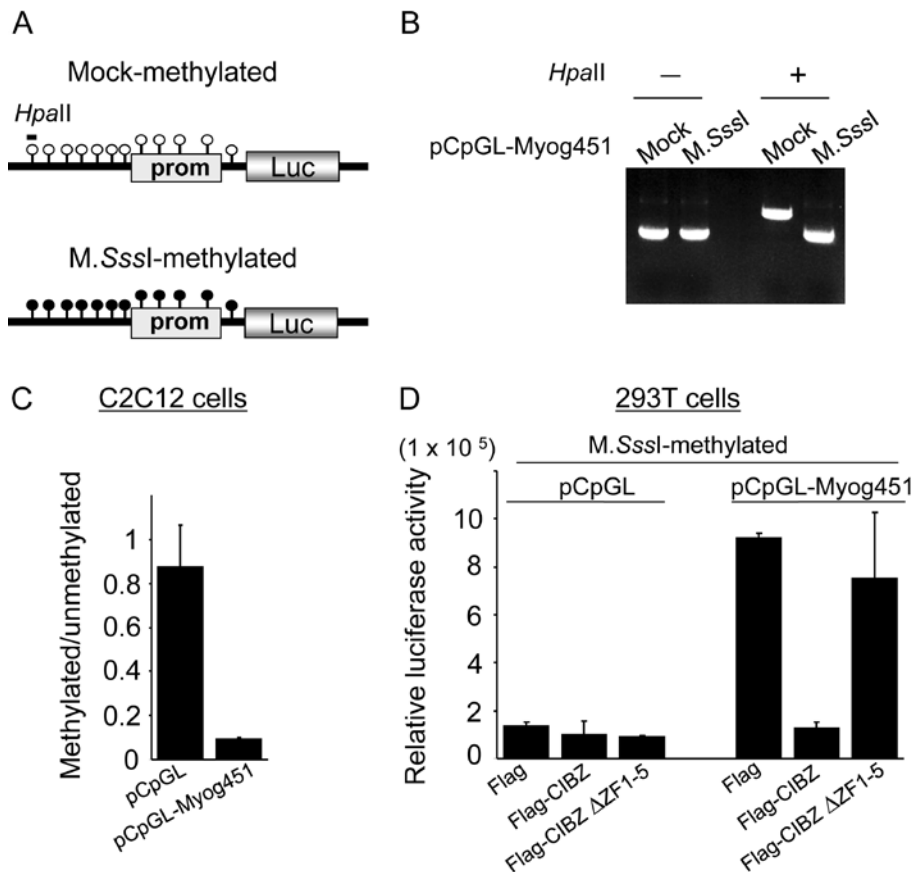 A
Mock-methylated
HpaII
prom
Luc
M.SssI-methylated
prom
Luc
B
HpaII
— +
pCpGL-Myog451
Mock M.SssI Mock M.SssI
C
C2C12 cells
Methylated/unmethylated
1
0.8
0.6
0.4
0.2
0
pCpGL
pCpGL-Myog451
D
293T cells
(1 x 10 5)
M.SssI-methylated
pCpGL pCpGL-Myog451
Relative luciferase activity
10
8
6
4
2
0
Flag
Flag-CIBZ
Flag-CIBZ ΔZF1-5
Flag
Flag-CIBZ
Flag-CIBZ ΔZF1-5